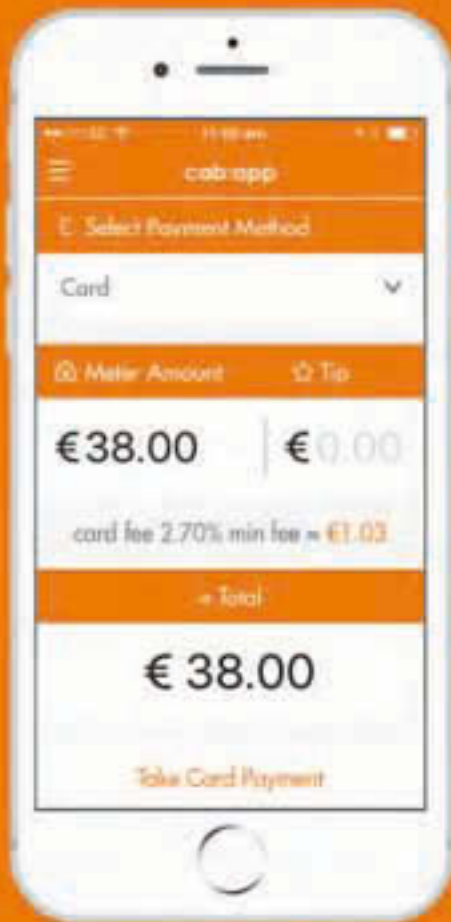 cab:app
£ Select Payment Method
Card
Meter Amount Tip
€38.00 €0.00
card fee 2.70% min fee = €1.03
= Total
€ 38.00
Take Card Payment